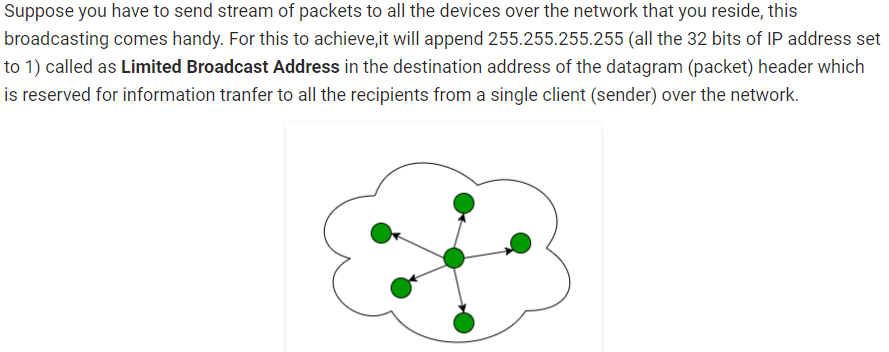 Suppose you have to send stream of packets to all the devices over the network that you reside, this
broadcasting comes handy. For this to achieve,it will append 255.255.255.255 (all the 32 bits of IP address set
to 1) called as Limited Broadcast Address in the destination address of the datagram (packet) header which
is reserved for information tranfer to all the recipients from a single client (sender) over the network.